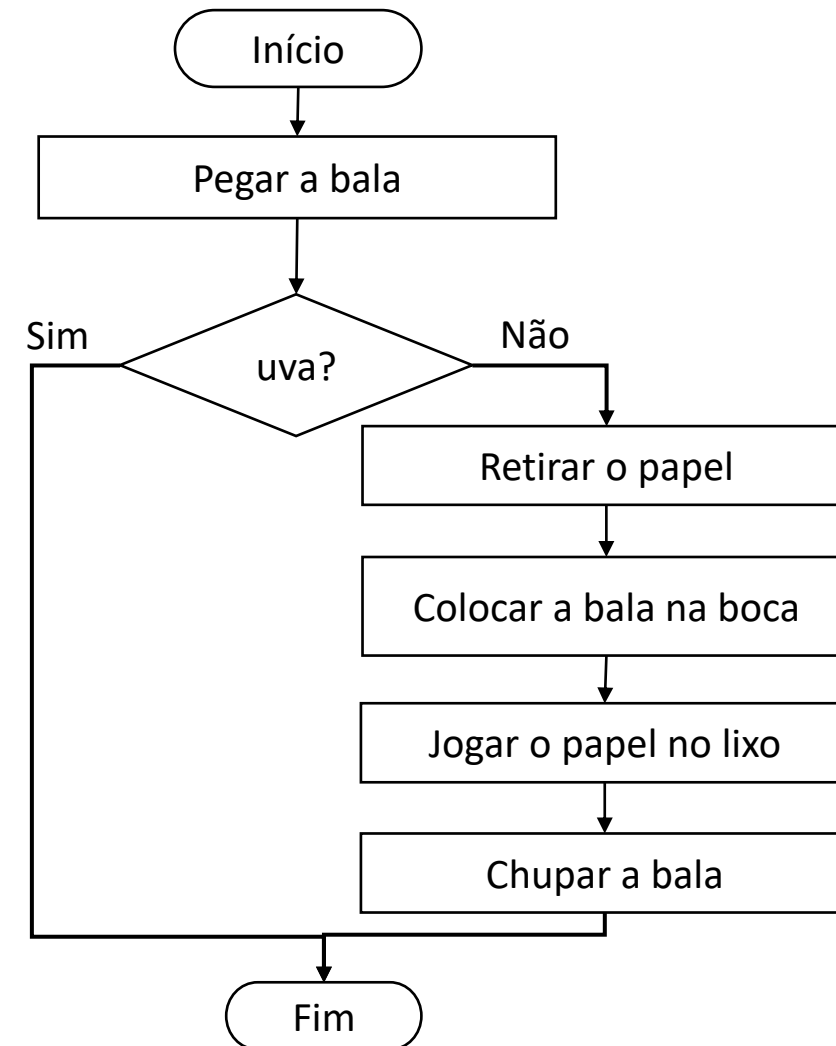 Início
Pegar a bala
Sim
uva?
Não
Retirar o papel
Colocar a bala na boca
Jogar o papel no lixo
Chupar a bala
Fim